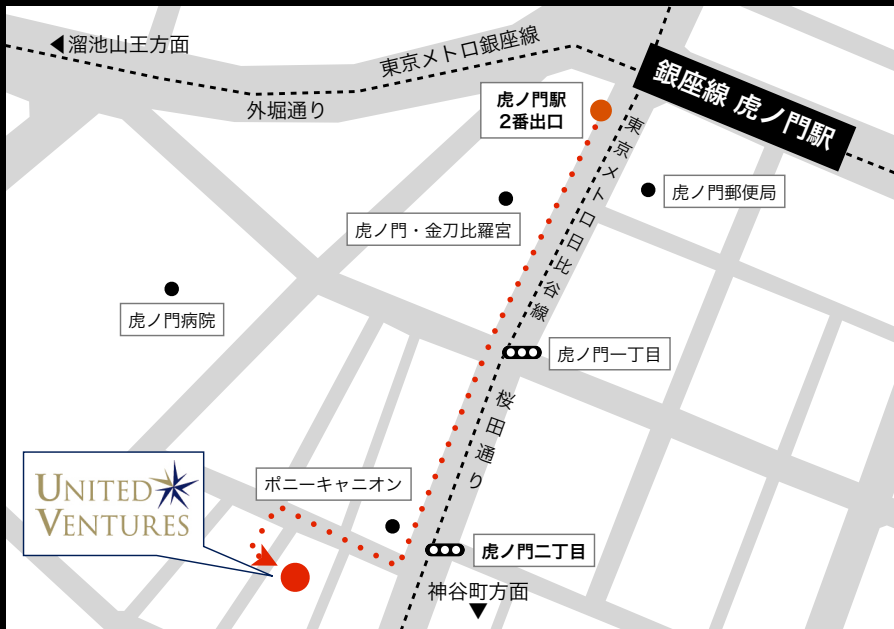 ◀溜池山王方面
東京メトロ銀座線
外堀通り
虎ノ門駅
2番出口
銀座線 虎ノ門駅
東京メトロ日比谷線
虎ノ門郵便局
虎ノ門・金刀比羅宮
虎ノ門病院
虎ノ門一丁目
桜田通り
ポニーキャニオン
UNITED
VENTURES
虎ノ門二丁目
神谷町方面
▼